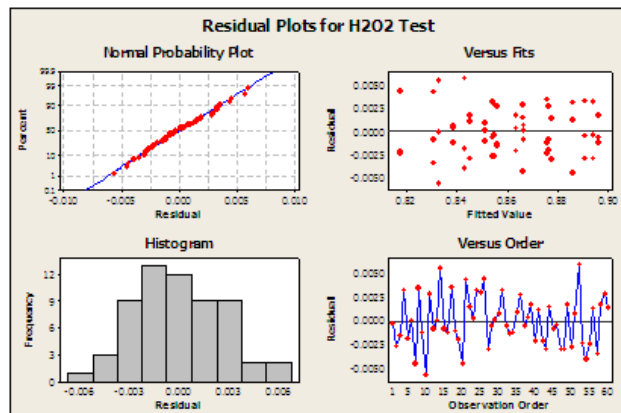 Residual Plots for H2O2 Test
Normal Probability Plot
Versus Fits
99.9
99
90
50
10
1
0.1
Percent
-0.010 -0.005 0.000 0.005 0.010
Residual
0.0050
0.0025
0.0000
-0.0025
-0.0050
Residual
0.82 0.84 0.86 0.88 0.90
Fitted Value
Histogram
Versus Order
12
9
6
3
0
Frequency
-0.006 -0.003 0.000 0.003 0.006
Residual
0.0050
0.0025
0.0000
-0.0025
-0.0050
Residual
1 5 10 15 20 25 30 35 40 45 50 55 60
Observation Order